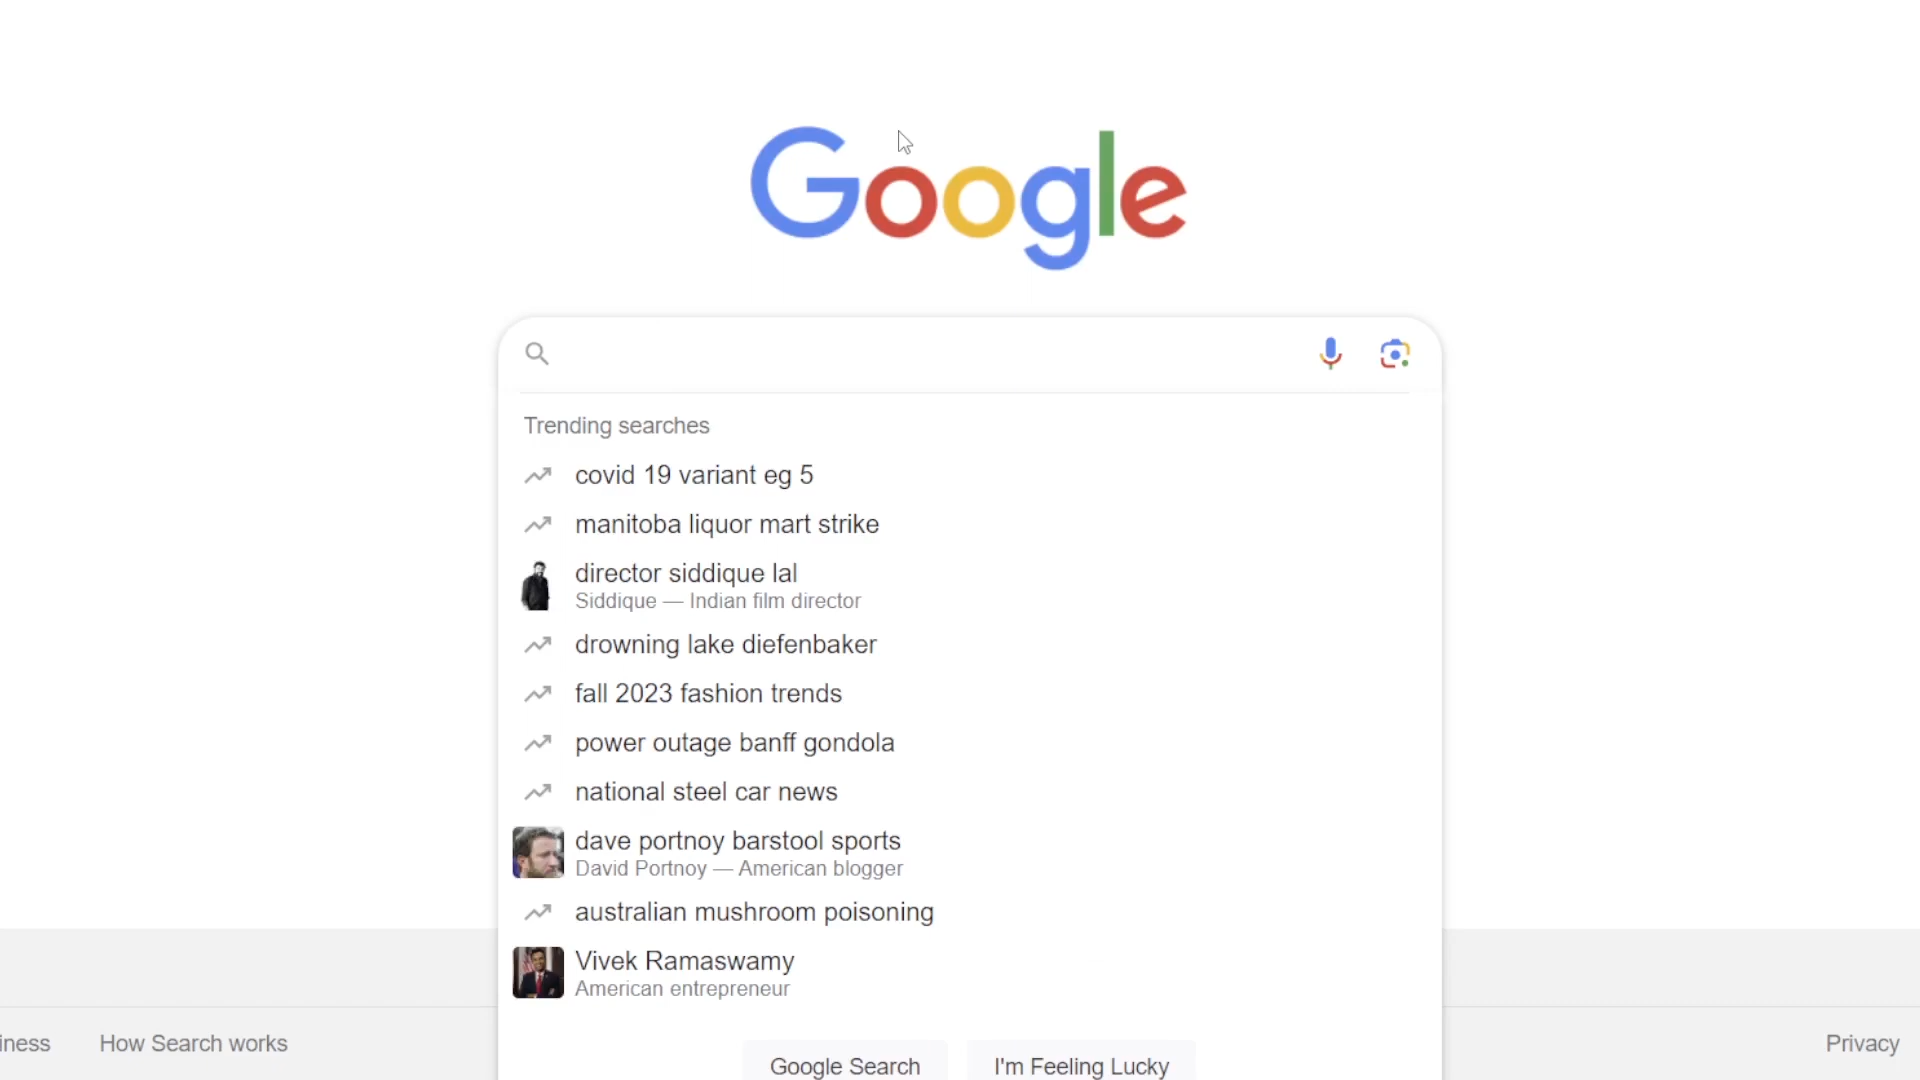 Google
Trending searches
covid 19 variant eg 5
manitoba liquor mart strike
director siddique lal
Siddique — Indian film director
drowning lake diefenbaker
fall 2023 fashion trends
power outage banff gondola
national steel car news
dave portnoy barstool sports
David Portnoy — American blogger
australian mushroom poisoning
Vivek Ramaswamy
American entrepreneur
iness How Search works Privacy
Google Search I'm Feeling Lucky